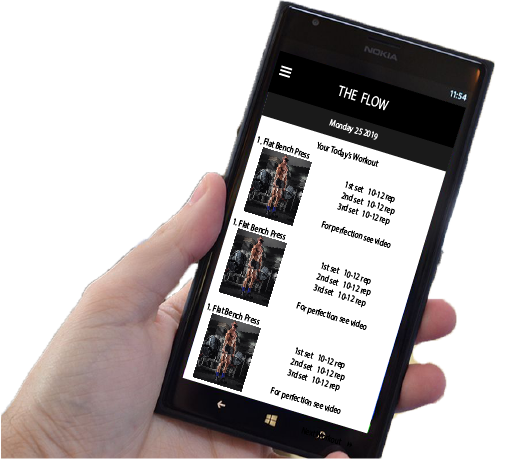 NOKIA
11:54
THE FLOW
Monday 25 2019
Your Today's Workout
1. Flat Bench Press
1st set 10-12 rep
2nd set 10-12 rep
3rd set 10-12 rep
For perfection see video
1. Flat Bench Press
1st set 10-12 rep
2nd set 10-12 rep
3rd set 10-12 rep
For perfection see video
1. Flat Bench Press
1st set 10-12 rep
2nd set 10-12 rep
3rd set 10-12 rep
For perfection see video